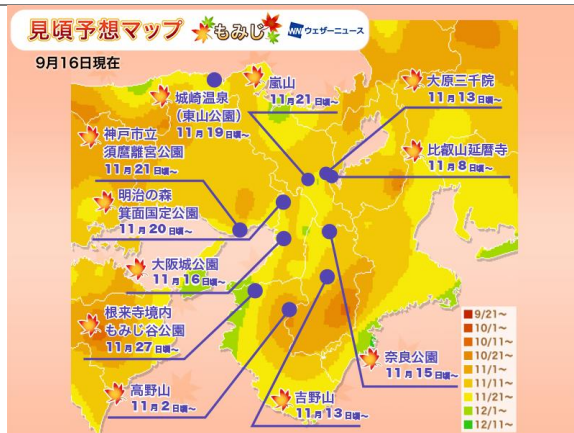 見頃予想マップ もみじ ウェザーニュース
9月16日現在
城崎温泉
(東山公園)
11月19日頃~
嵐山
11月21日頃~
大原三千院
11月13日頃~
神戸市立
須磨離宮公園
11月21日頃~
比叡山延暦寺
11月8日頃~
明治の森
箕面国定公園
11月20日頃~
大阪城公園
11月16日頃~
根来寺境内
もみじ谷公園
11月27日頃~
高野山
11月2日頃~
吉野山
11月13日頃~
奈良公園
11月15日頃~
9/21~
10/1~
10/11~
10/21~
11/1~
11/11~
11/21~
12/1~
12/11~